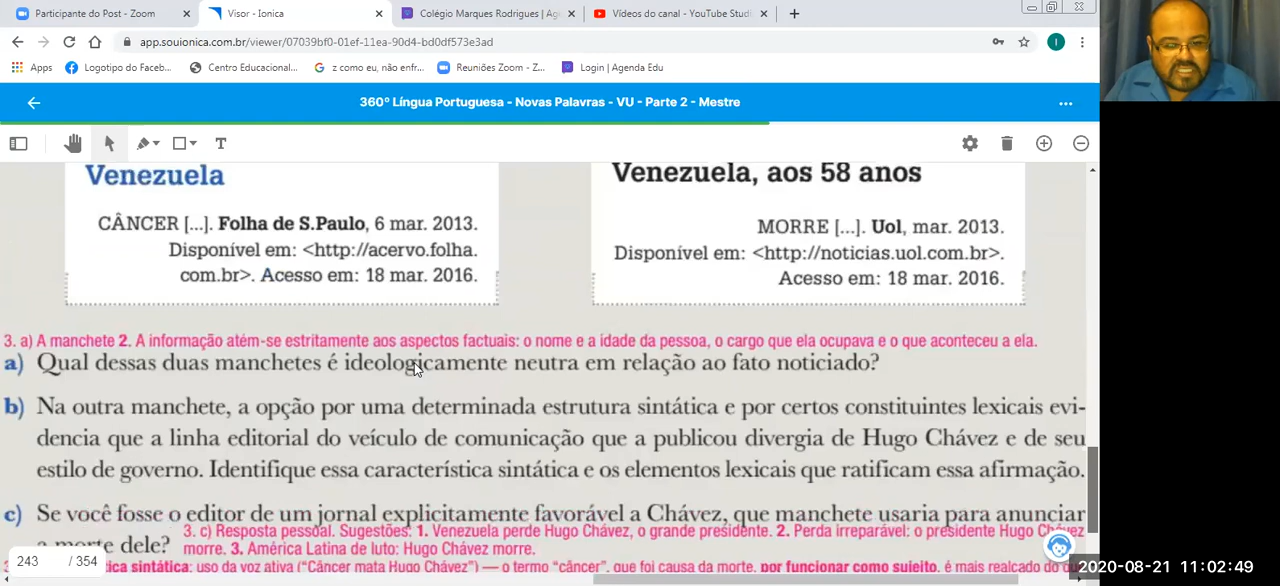 Participante do Post - Zoom
Visor - Ionica
Colégio Marques Rodrigues | Age
Vídeos do canal - YouTube Studi
app.souionica.com.br/viewer/07039bf0-01ef-11ea-90d4-bd0df573e3ad
I
Apps
Logotipo do Faceb...
Centro Educacional...
z como eu, não enfr...
Reuniões Zoom - Z...
Login | Agenda Edu
360° Língua Portuguesa - Novas Palavras - VU - Parte 2 - Mestre
T
Venezuela
CÂNCER [...]. Folha de S.Paulo, 6 mar. 2013.
Disponível em: <http://acervo.folha.
com.br>. Acesso em: 18 mar. 2016.
Venezuela, aos 58 anos
MORRE [...]. Uol, mar. 2013.
Disponível em: <http://noticias.uol.com.br>.
Acesso em: 18 mar. 2016.
3. a) A manchete 2. A informação atém-se estritamente aos aspectos factuais: o nome e a idade da pessoa, o cargo que ela ocupava e o que aconteceu a ela.
a) Qual dessas duas manchetes é ideologicamente neutra em relação ao fato noticiado?
b) Na outra manchete, a opção por uma determinada estrutura sintática e por certos constituintes lexicais evi-
dencia que a linha editorial do veículo de comunicação que a publicou divergia de Hugo Chávez e de seu
estilo de governo. Identifique essa característica sintática e os elementos lexicais que ratificam essa afirmação.
c) Se você fosse o editor de um jornal explicitamente favorável a Chávez, que manchete usaria para anunciar
a morte dele?
3. c) Resposta pessoal. Sugestões: 1. Venezuela perde Hugo Chávez, o grande presidente. 2. Perda irreparável: o presidente Hugo Chávez
morre. 3. América Latina de luto: Hugo Chávez morre.
tica sintática: uso da voz ativa ("Câncer mata Hugo Chávez") — o termo "câncer", que foi causa da morte, por funcionar como sujeito, é mais realçado do qu
243 / 354
2020-08-21 11:02:49